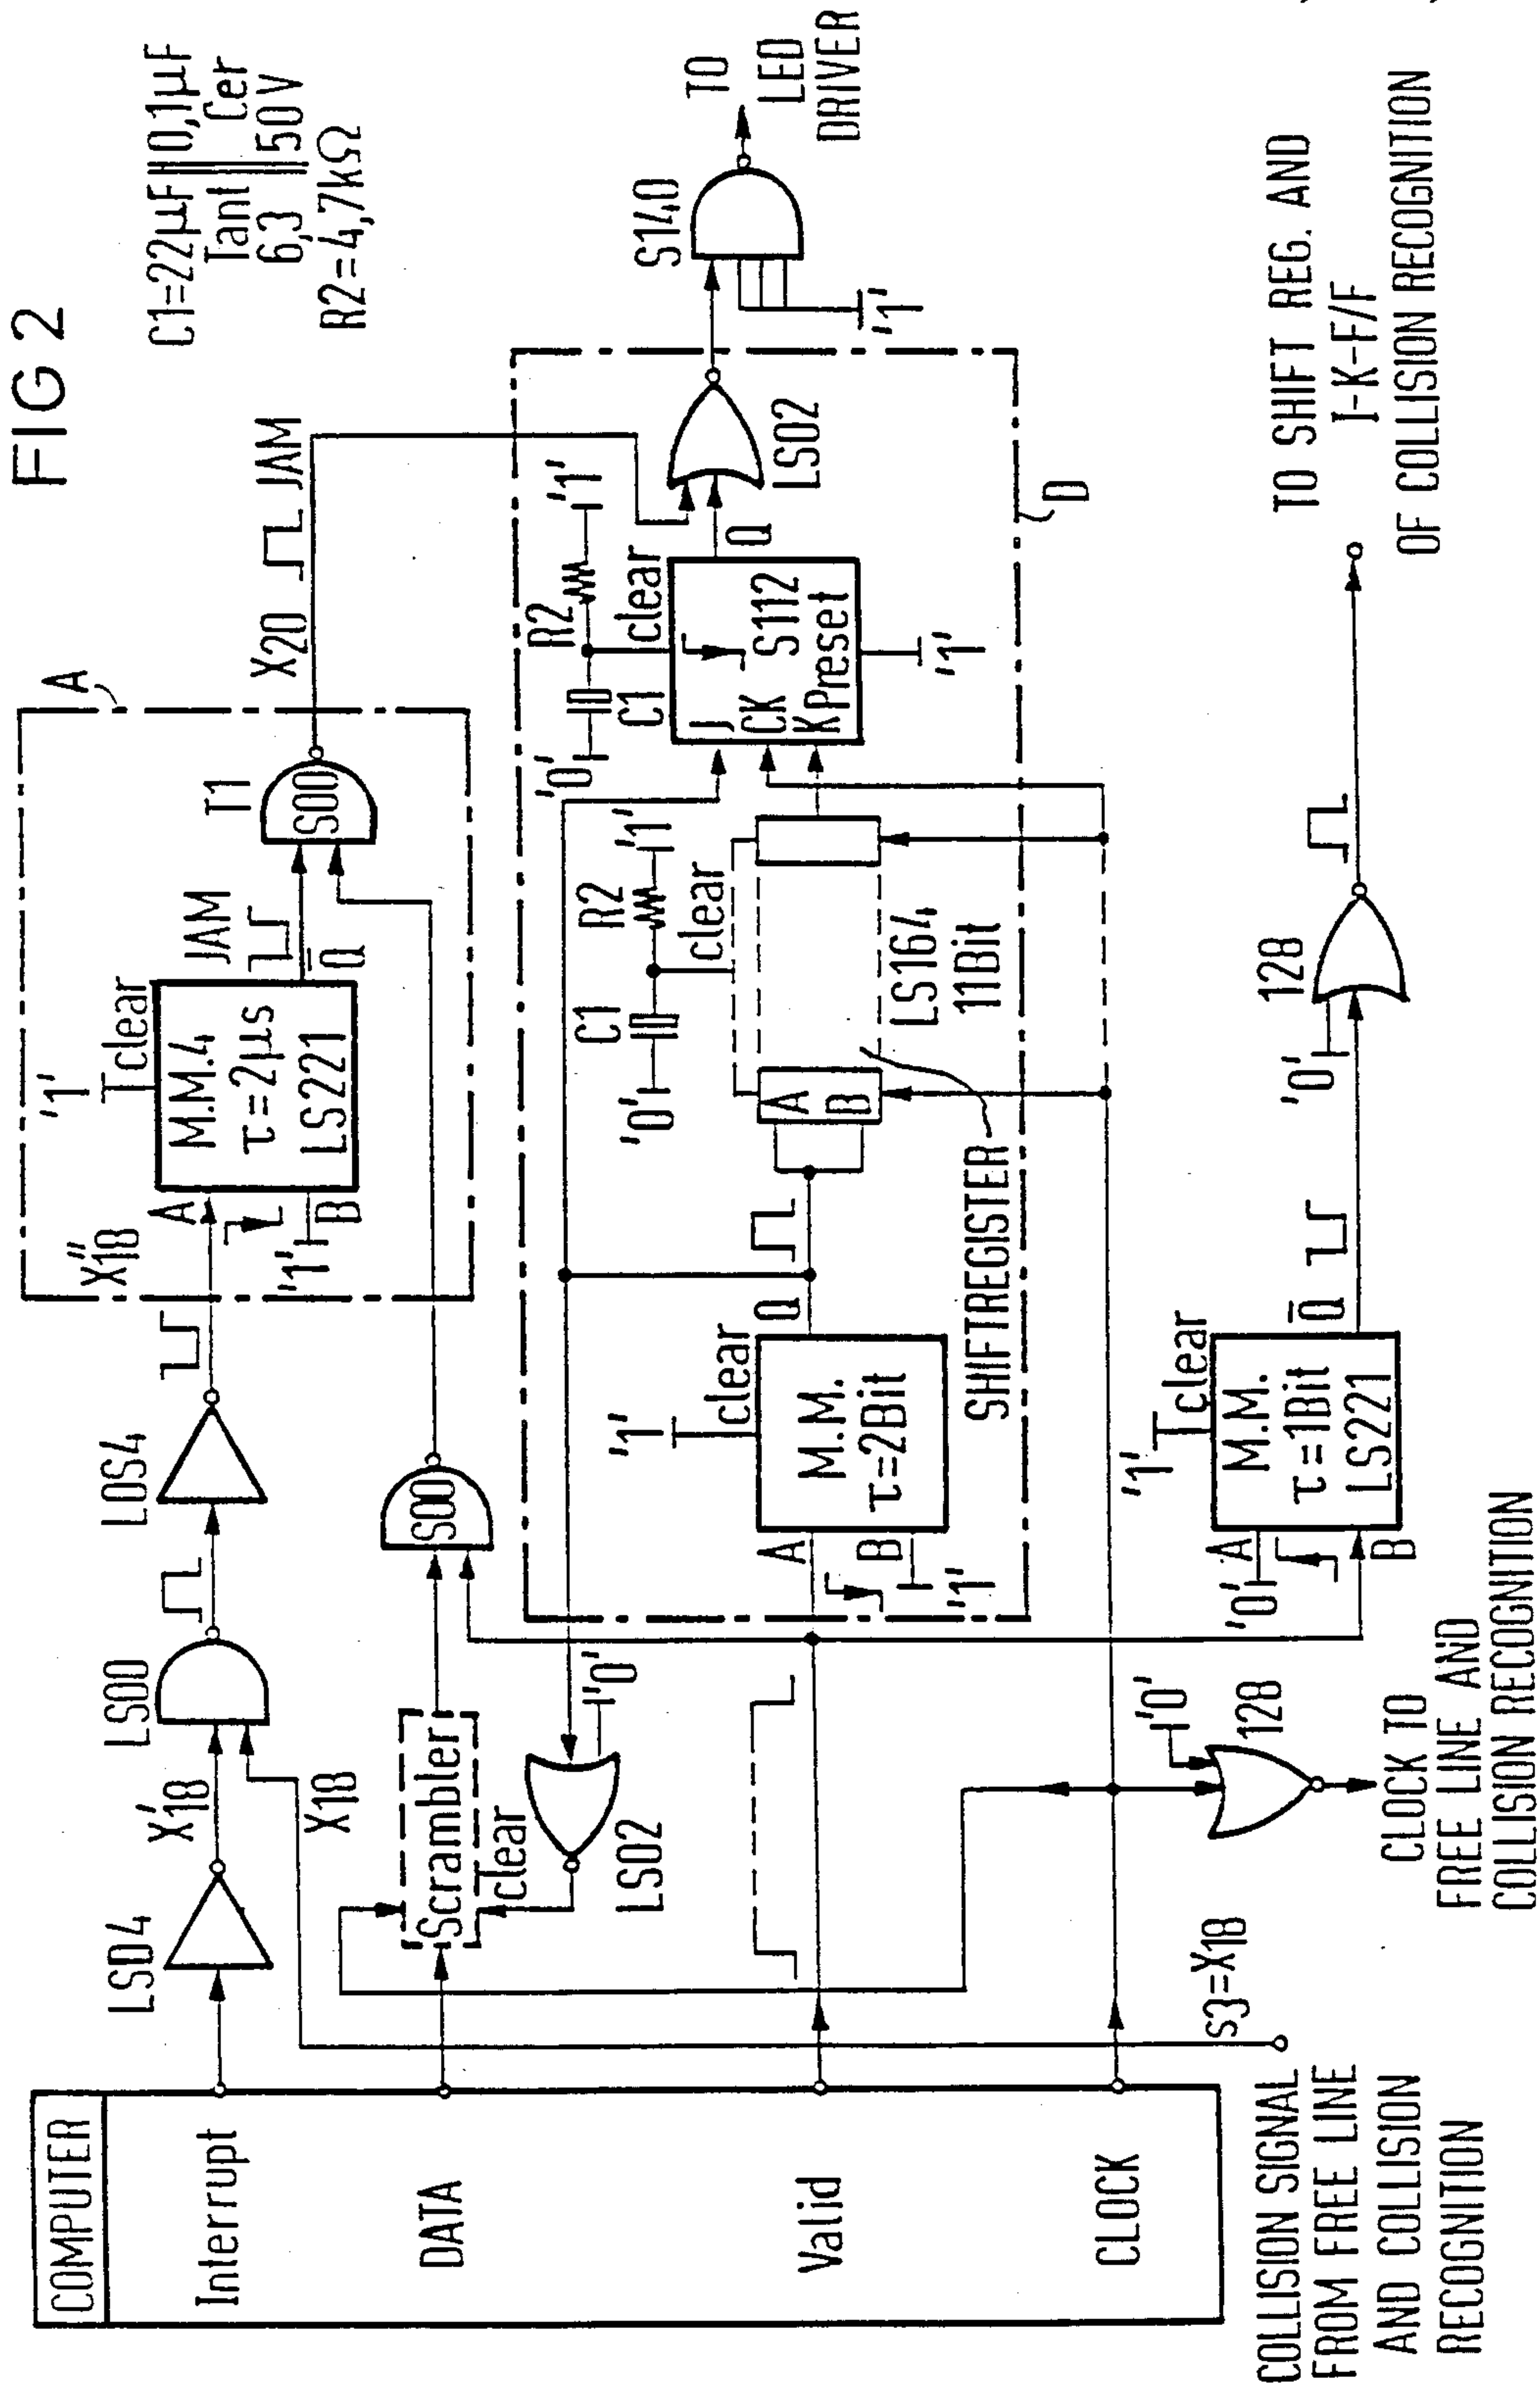 FIG 2
C1=22µF||0,1µF
Tant Cer
6,3 50V
R2=4,7kΩ
COMPUTER
Interrupt
DATA
Valid
CLOCK
LSD4
X'18
X18
LS00
LOS4
X"18
A
'1'
B
'1'
clear
M.M.4
τ=2µs
LS221
JAM
Q̄
T1
S00
A
X20
JAM
Scrambler
clear
LS02
'0'
S00
A
B
'1'
'1'
clear
M.M.
τ=2Bit
Q
SHIFTREGISTER
A
B
'0'
C1
R2
'1'
clear
LS164
11Bit
'0'
C1
R2
'1'
clear
J
CK
K
S112
Preset
'1'
Q
LS02
D
S140
'1'
TO
LED
DRIVER
s3=X18
COLLISION SIGNAL
FROM FREE LINE
AND COLLISION
RECOGNITION
'0'
128
CLOCK TO
FREE LINE AND
COLLISION RECOGNITION
'0'
A
B
'1'
clear
M.M.
τ=1Bit
LS221
Q̄
'0'
128
TO SHIFT REG. AND
J-K-F/F
OF COLLISION RECOGNITION